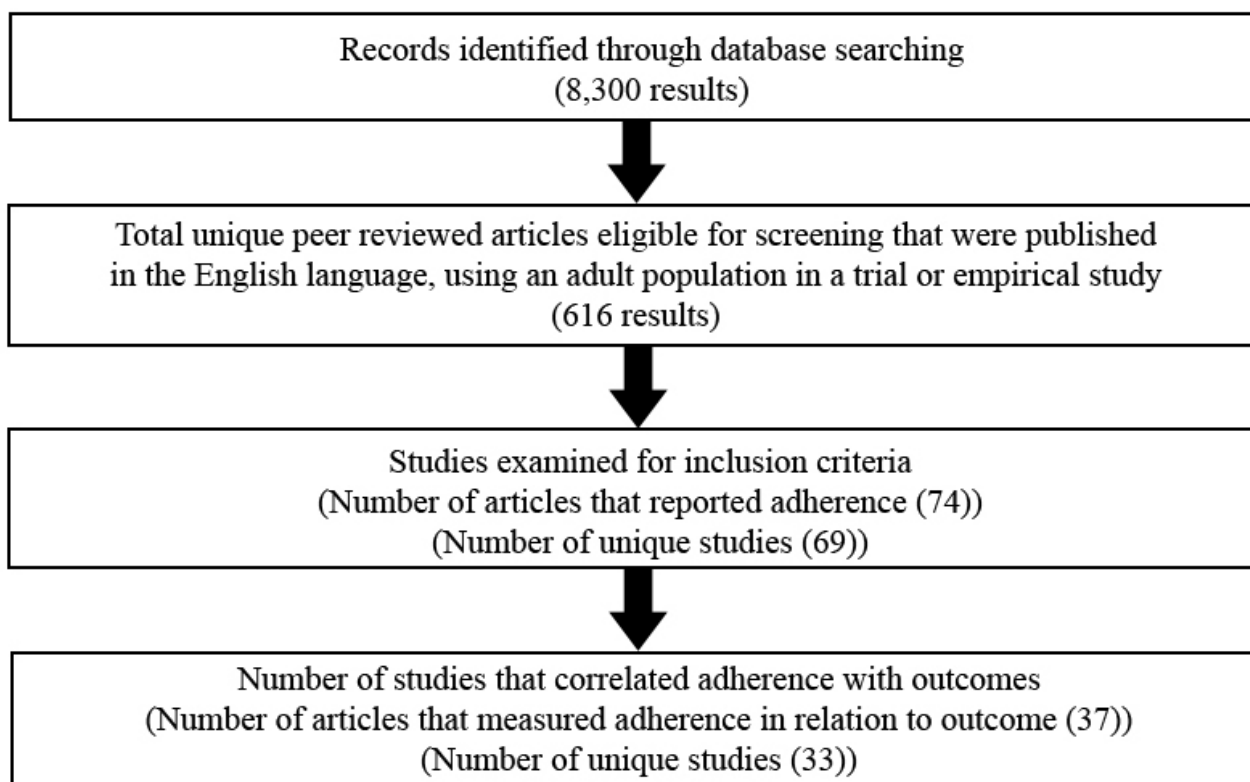 Records identified through database searching
(8,300 results)
Total unique peer reviewed articles eligible for screening that were published
in the English language, using an adult population in a trial or empirical study
(616 results)
Studies examined for inclusion criteria
(Number of articles that reported adherence (74))
(Number of unique studies (69))
Number of studies that correlated adherence with outcomes
(Number of articles that measured adherence in relation to outcome (37))
(Number of unique studies (33))